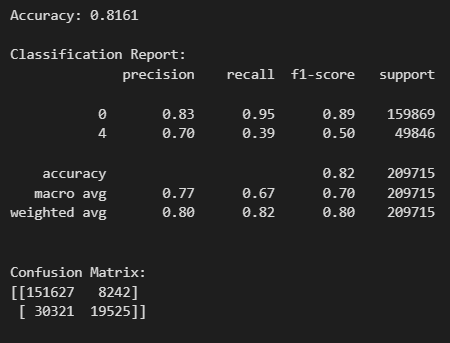 Accuracy: 0.8161
Classification Report:
precision recall f1-score support
0 0.83 0.95 0.89 159869
4 0.70 0.39 0.50 49846
accuracy 0.82 209715
macro avg 0.77 0.67 0.70 209715
weighted avg 0.80 0.82 0.80 209715
Confusion Matrix:
[[151627 8242]
[ 30321 19525]]